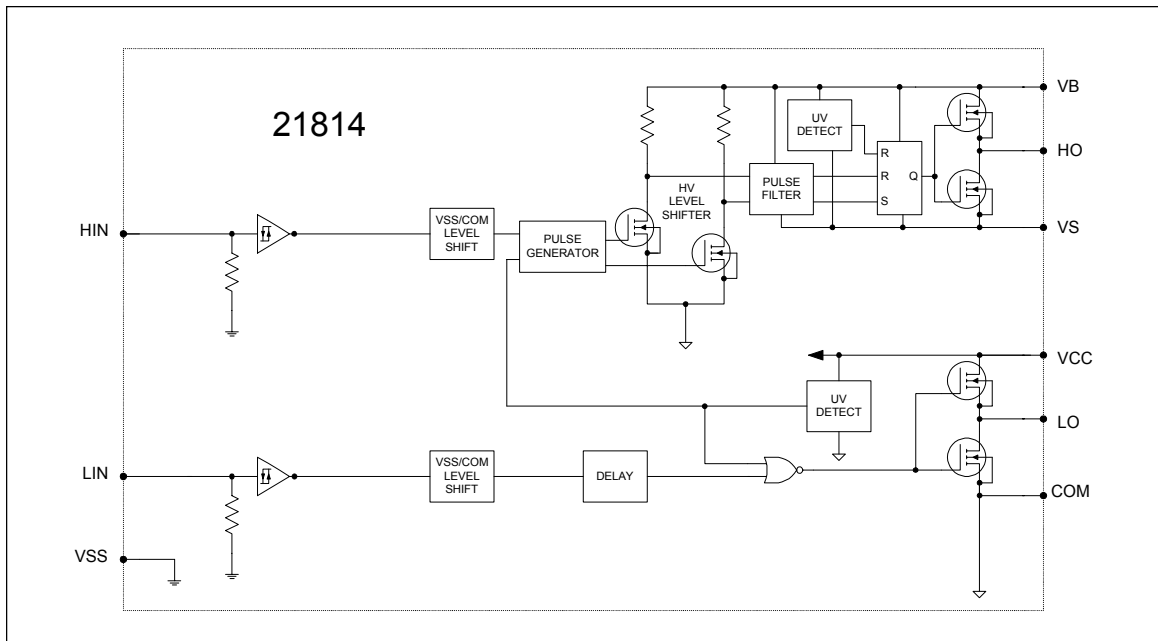 21814
VB
UV
DETECT
HO
R
R
Q
S
HV
LEVEL
SHIFTER
PULSE
FILTER
HIN
VSS/COM
LEVEL
SHIFT
PULSE
GENERATOR
VS
VCC
UV
DETECT
LO
LIN
VSS/COM
LEVEL
SHIFT
DELAY
COM
VSS